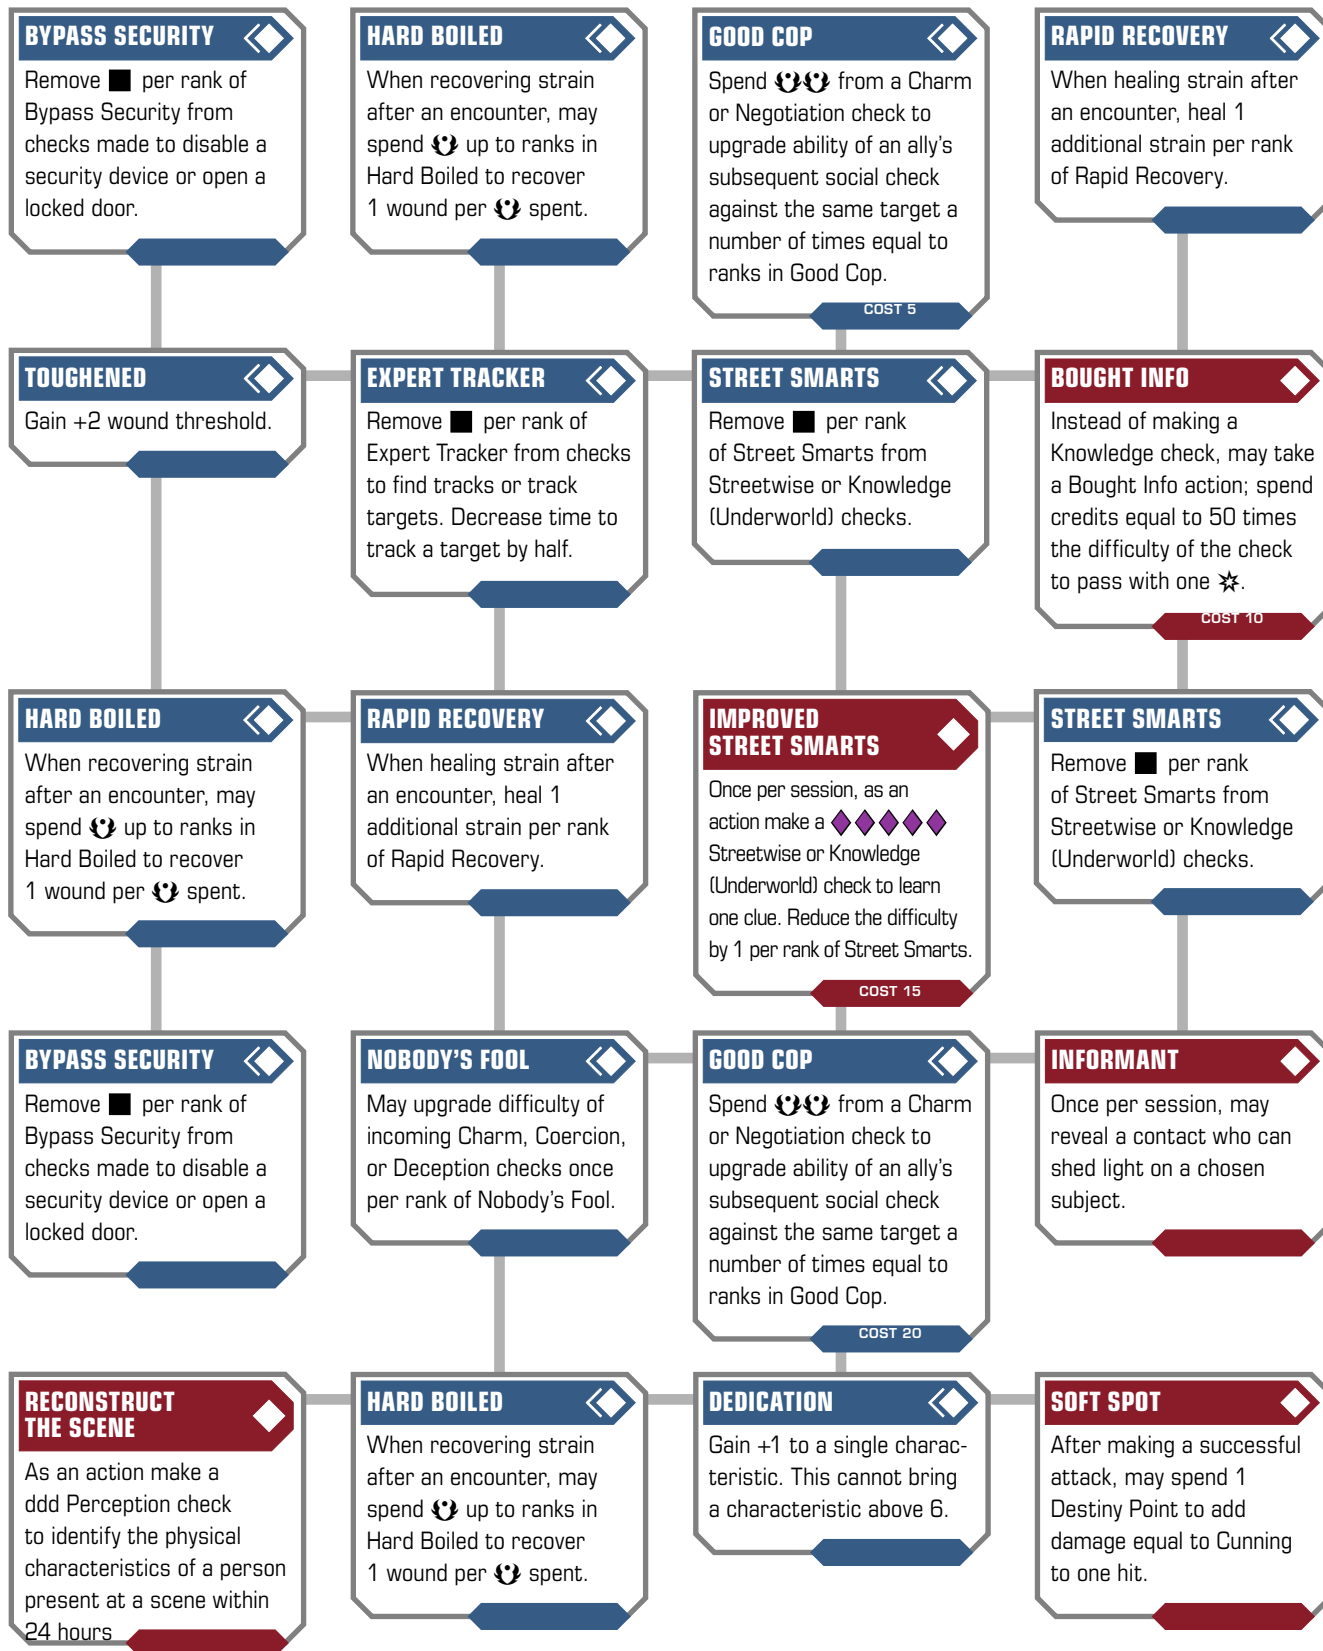 BYPASS SECURITY
Remove per rank of
Bypass Security from
checks made to disable a
security device or open a
locked door.
HARD BOILED
When recovering strain
after an encounter, may
spend up to ranks in
Hard Boiled to recover
1 wound per spent.
GOOD COP
Spend from a Charm
or Negotiation check to
upgrade ability of an ally's
subsequent social check
against the same target a
number of times equal to
ranks in Good Cop.
COST 5
RAPID RECOVERY
When healing strain after
an encounter, heal 1
additional strain per rank
of Rapid Recovery.
TOUGHENED
Gain +2 wound threshold.
EXPERT TRACKER
Remove per rank of
Expert Tracker from checks
to find tracks or track
targets. Decrease time to
track a target by half.
STREET SMARTS
Remove per rank
of Street Smarts from
Streetwise or Knowledge
(Underworld) checks.
BOUGHT INFO
Instead of making a
Knowledge check, may take
a Bought Info action; spend
credits equal to 50 times
the difficulty of the check
to pass with one .
COST 10
HARD BOILED
When recovering strain
after an encounter, may
spend up to ranks in
Hard Boiled to recover
1 wound per spent.
RAPID RECOVERY
When healing strain after
an encounter, heal 1
additional strain per rank
of Rapid Recovery.
IMPROVED
STREET SMARTS
Once per session, as an
action make a
Streetwise or Knowledge
(Underworld) check to learn
one clue. Reduce the difficulty
by 1 per rank of Street Smarts.
COST 15
STREET SMARTS
Remove per rank
of Street Smarts from
Streetwise or Knowledge
(Underworld) checks.
BYPASS SECURITY
Remove per rank of
Bypass Security from
checks made to disable a
security device or open a
locked door.
NOBODY'S FOOL
May upgrade difficulty of
incoming Charm, Coercion,
or Deception checks once
per rank of Nobody's Fool.
GOOD COP
Spend from a Charm
or Negotiation check to
upgrade ability of an ally's
subsequent social check
against the same target a
number of times equal to
ranks in Good Cop.
COST 20
INFORMANT
Once per session, may
reveal a contact who can
shed light on a chosen
subject.
RECONSTRUCT
THE SCENE
As an action make a
ddd Perception check
to identify the physical
characteristics of a person
present at a scene within
24 hours
HARD BOILED
When recovering strain
after an encounter, may
spend up to ranks in
Hard Boiled to recover
1 wound per spent.
DEDICATION
Gain +1 to a single charac-
teristic. This cannot bring
a characteristic above 6.
SOFT SPOT
After making a successful
attack, may spend 1
Destiny Point to add
damage equal to Cunning
to one hit.